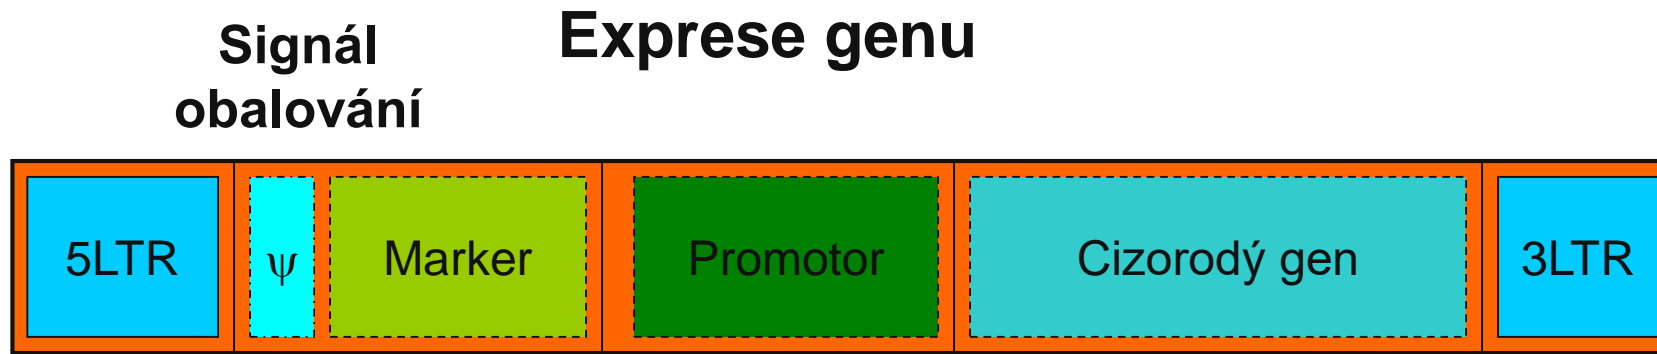 Signál
obalování
Exprese genu
5LTR
ψ
Marker
Promotor
Cizorodý gen
3LTR